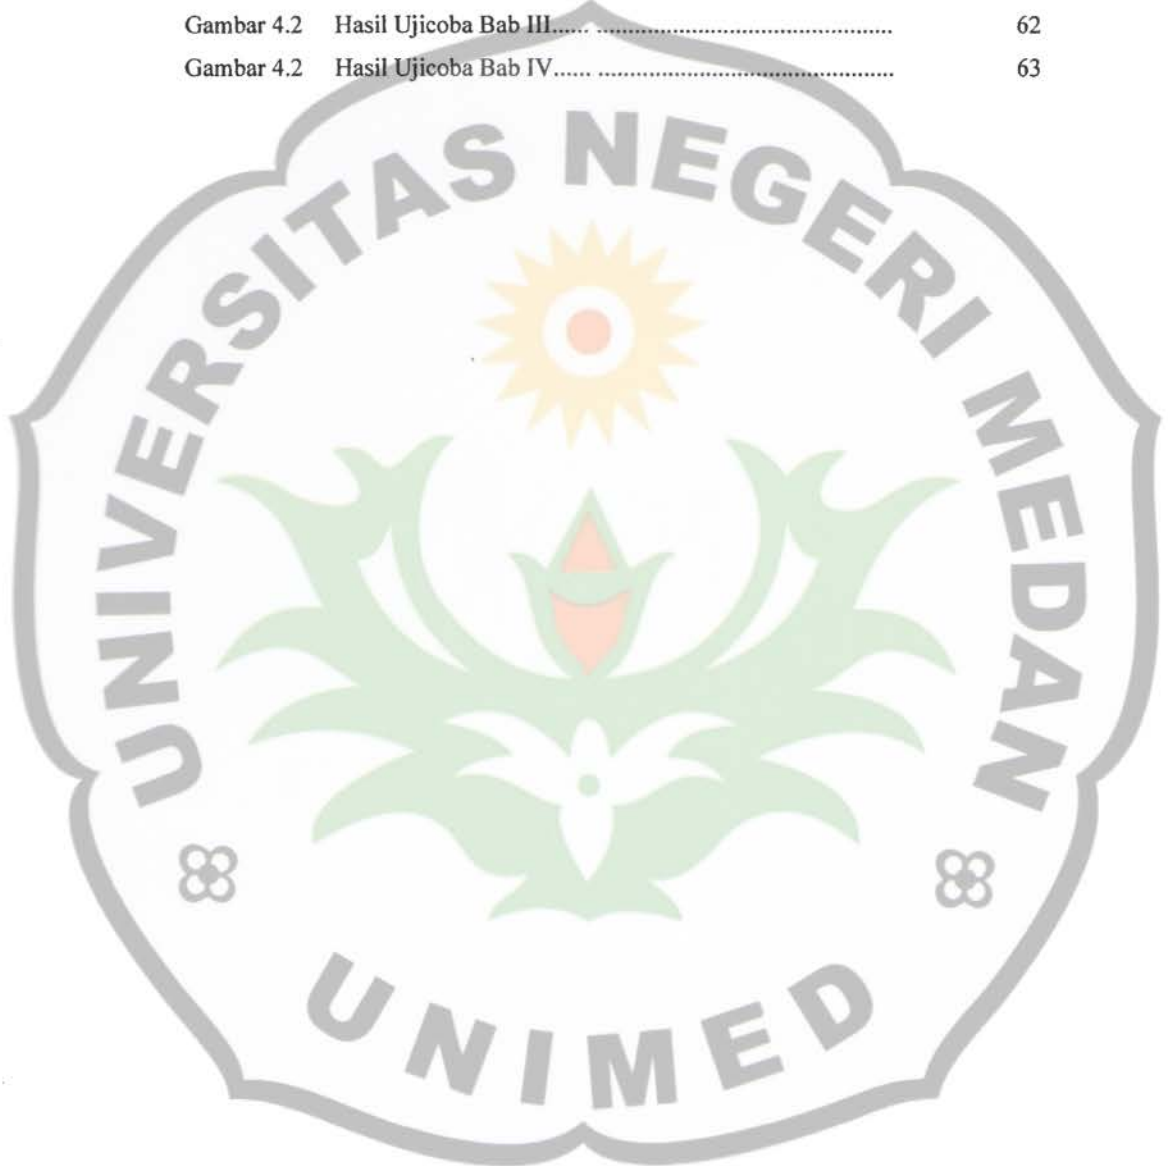 Gambar 4.2 Hasil Ujicoba Bab III...... ............................................. 62
Gambar 4.2 Hasil Ujicoba Bab IV...... ............................................. 63
UNIVERSITAS NEGERI MEDAN
UNIMED